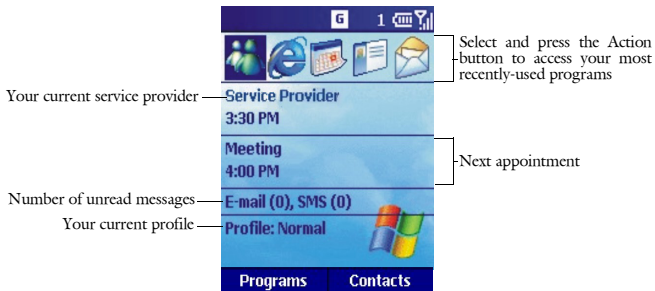 G 1
Select and press the Action
button to access your most
recently-used programs
Your current service provider
Service Provider
3:30 PM
Meeting
4:00 PM
Next appointment
Number of unread messages
E-mail (0), SMS (0)
Your current profile
Profile: Normal
Programs Contacts